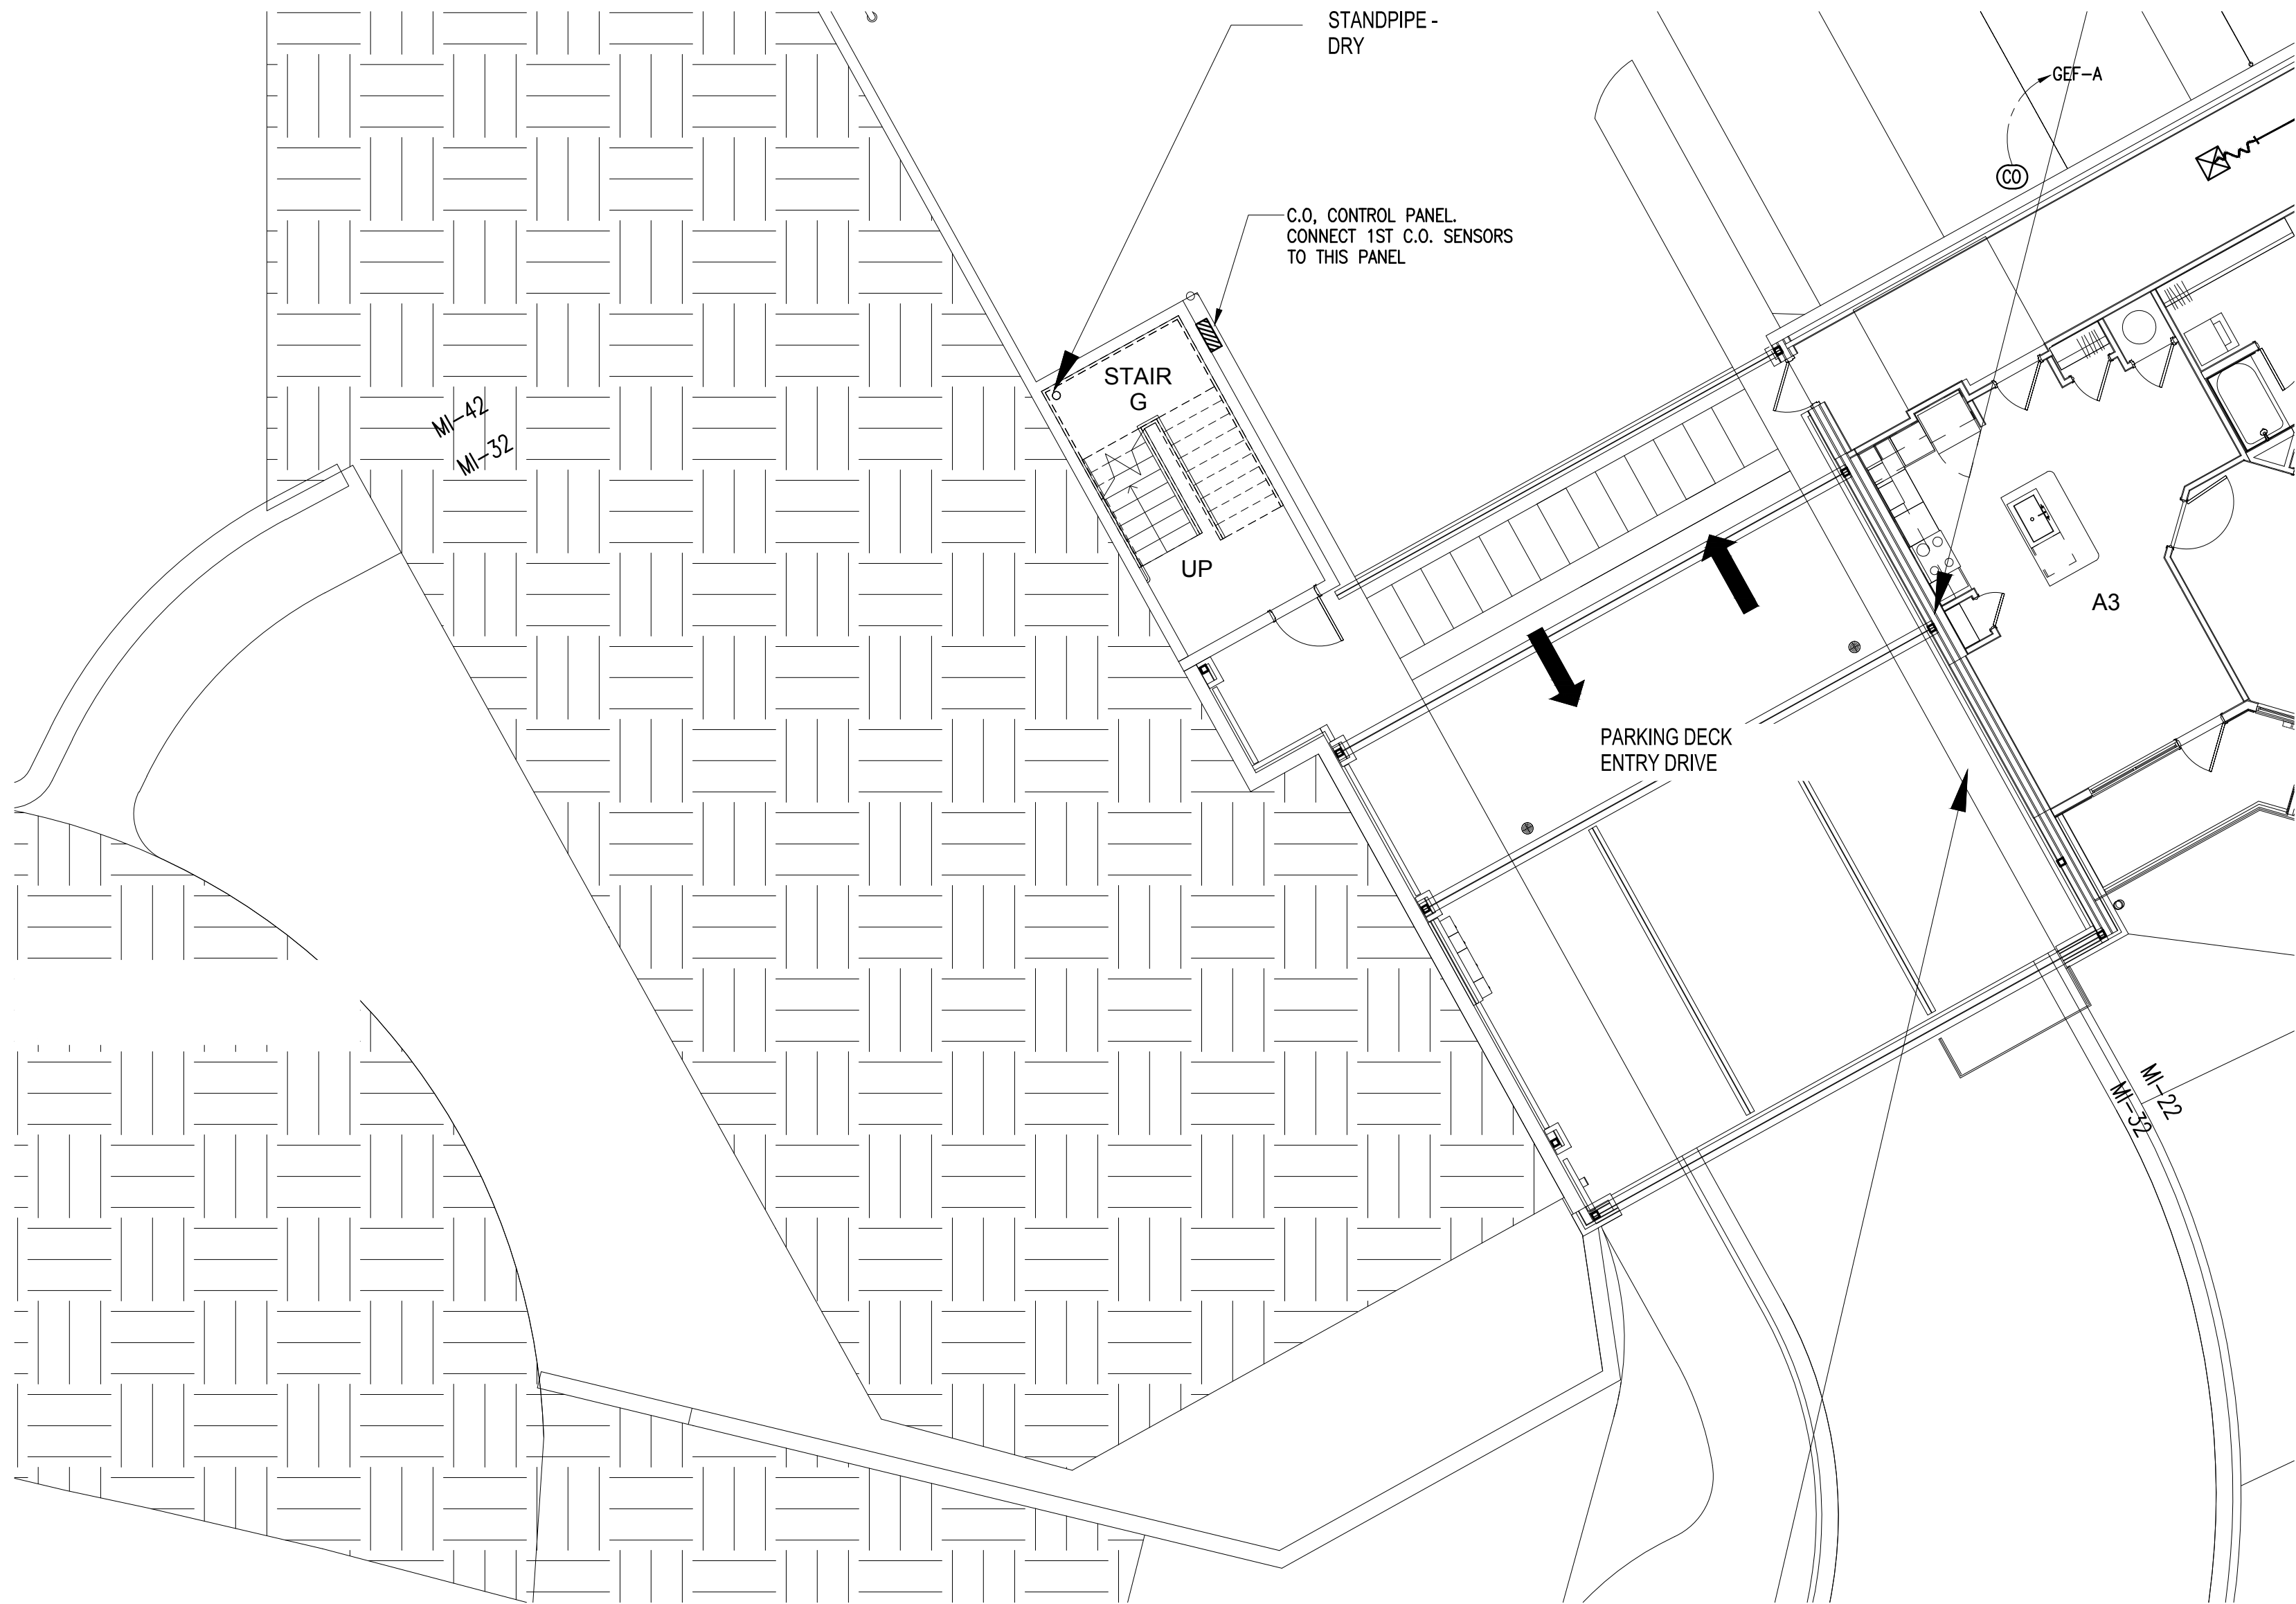 STANDPIPE -
DRY
GEF-A
CO
C.O, CONTROL PANEL.
CONNECT 1ST C.O. SENSORS
TO THIS PANEL
STAIR
G
MI-42
MI-32
UP
A3
PARKING DECK
ENTRY DRIVE
MI-22
MI-32